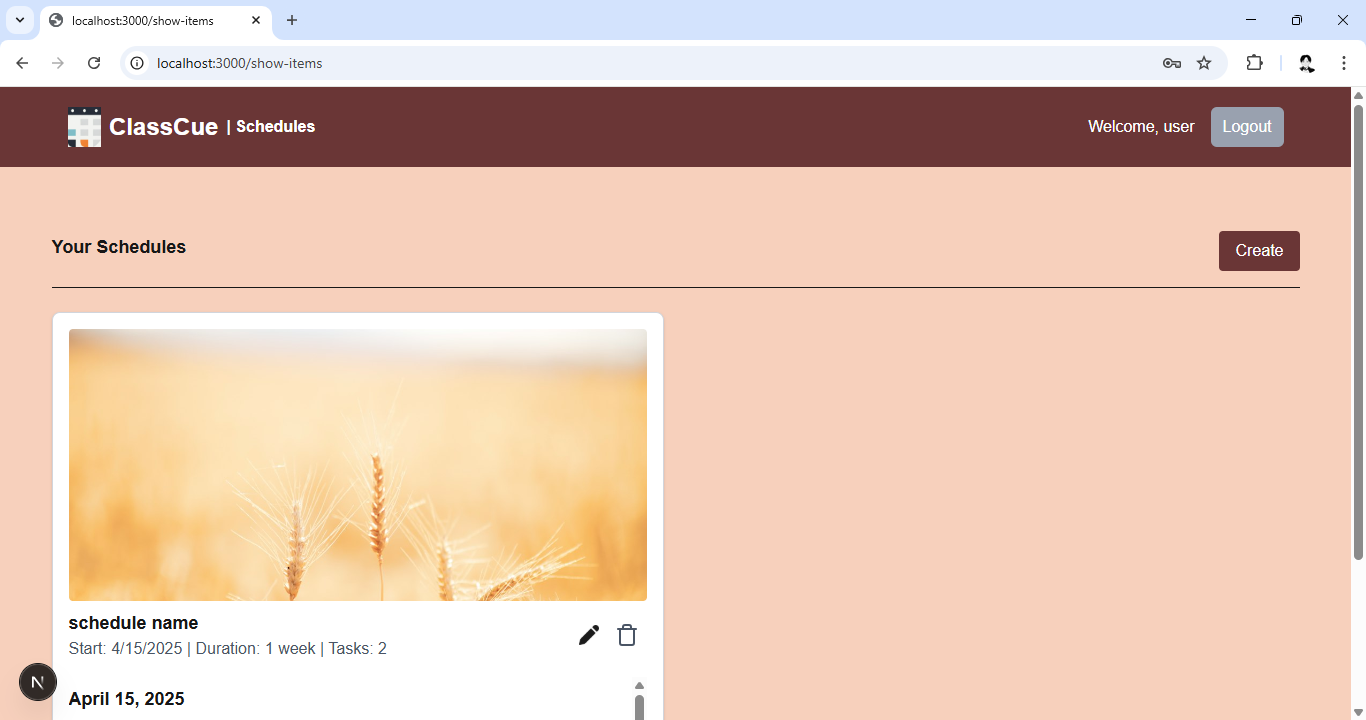 localhost:3000/show-items
localhost:3000/show-items
ClassCue | Schedules
Welcome, user
Logout
Your Schedules
Create
schedule name
Start: 4/15/2025 | Duration: 1 week | Tasks: 2
N
April 15, 2025